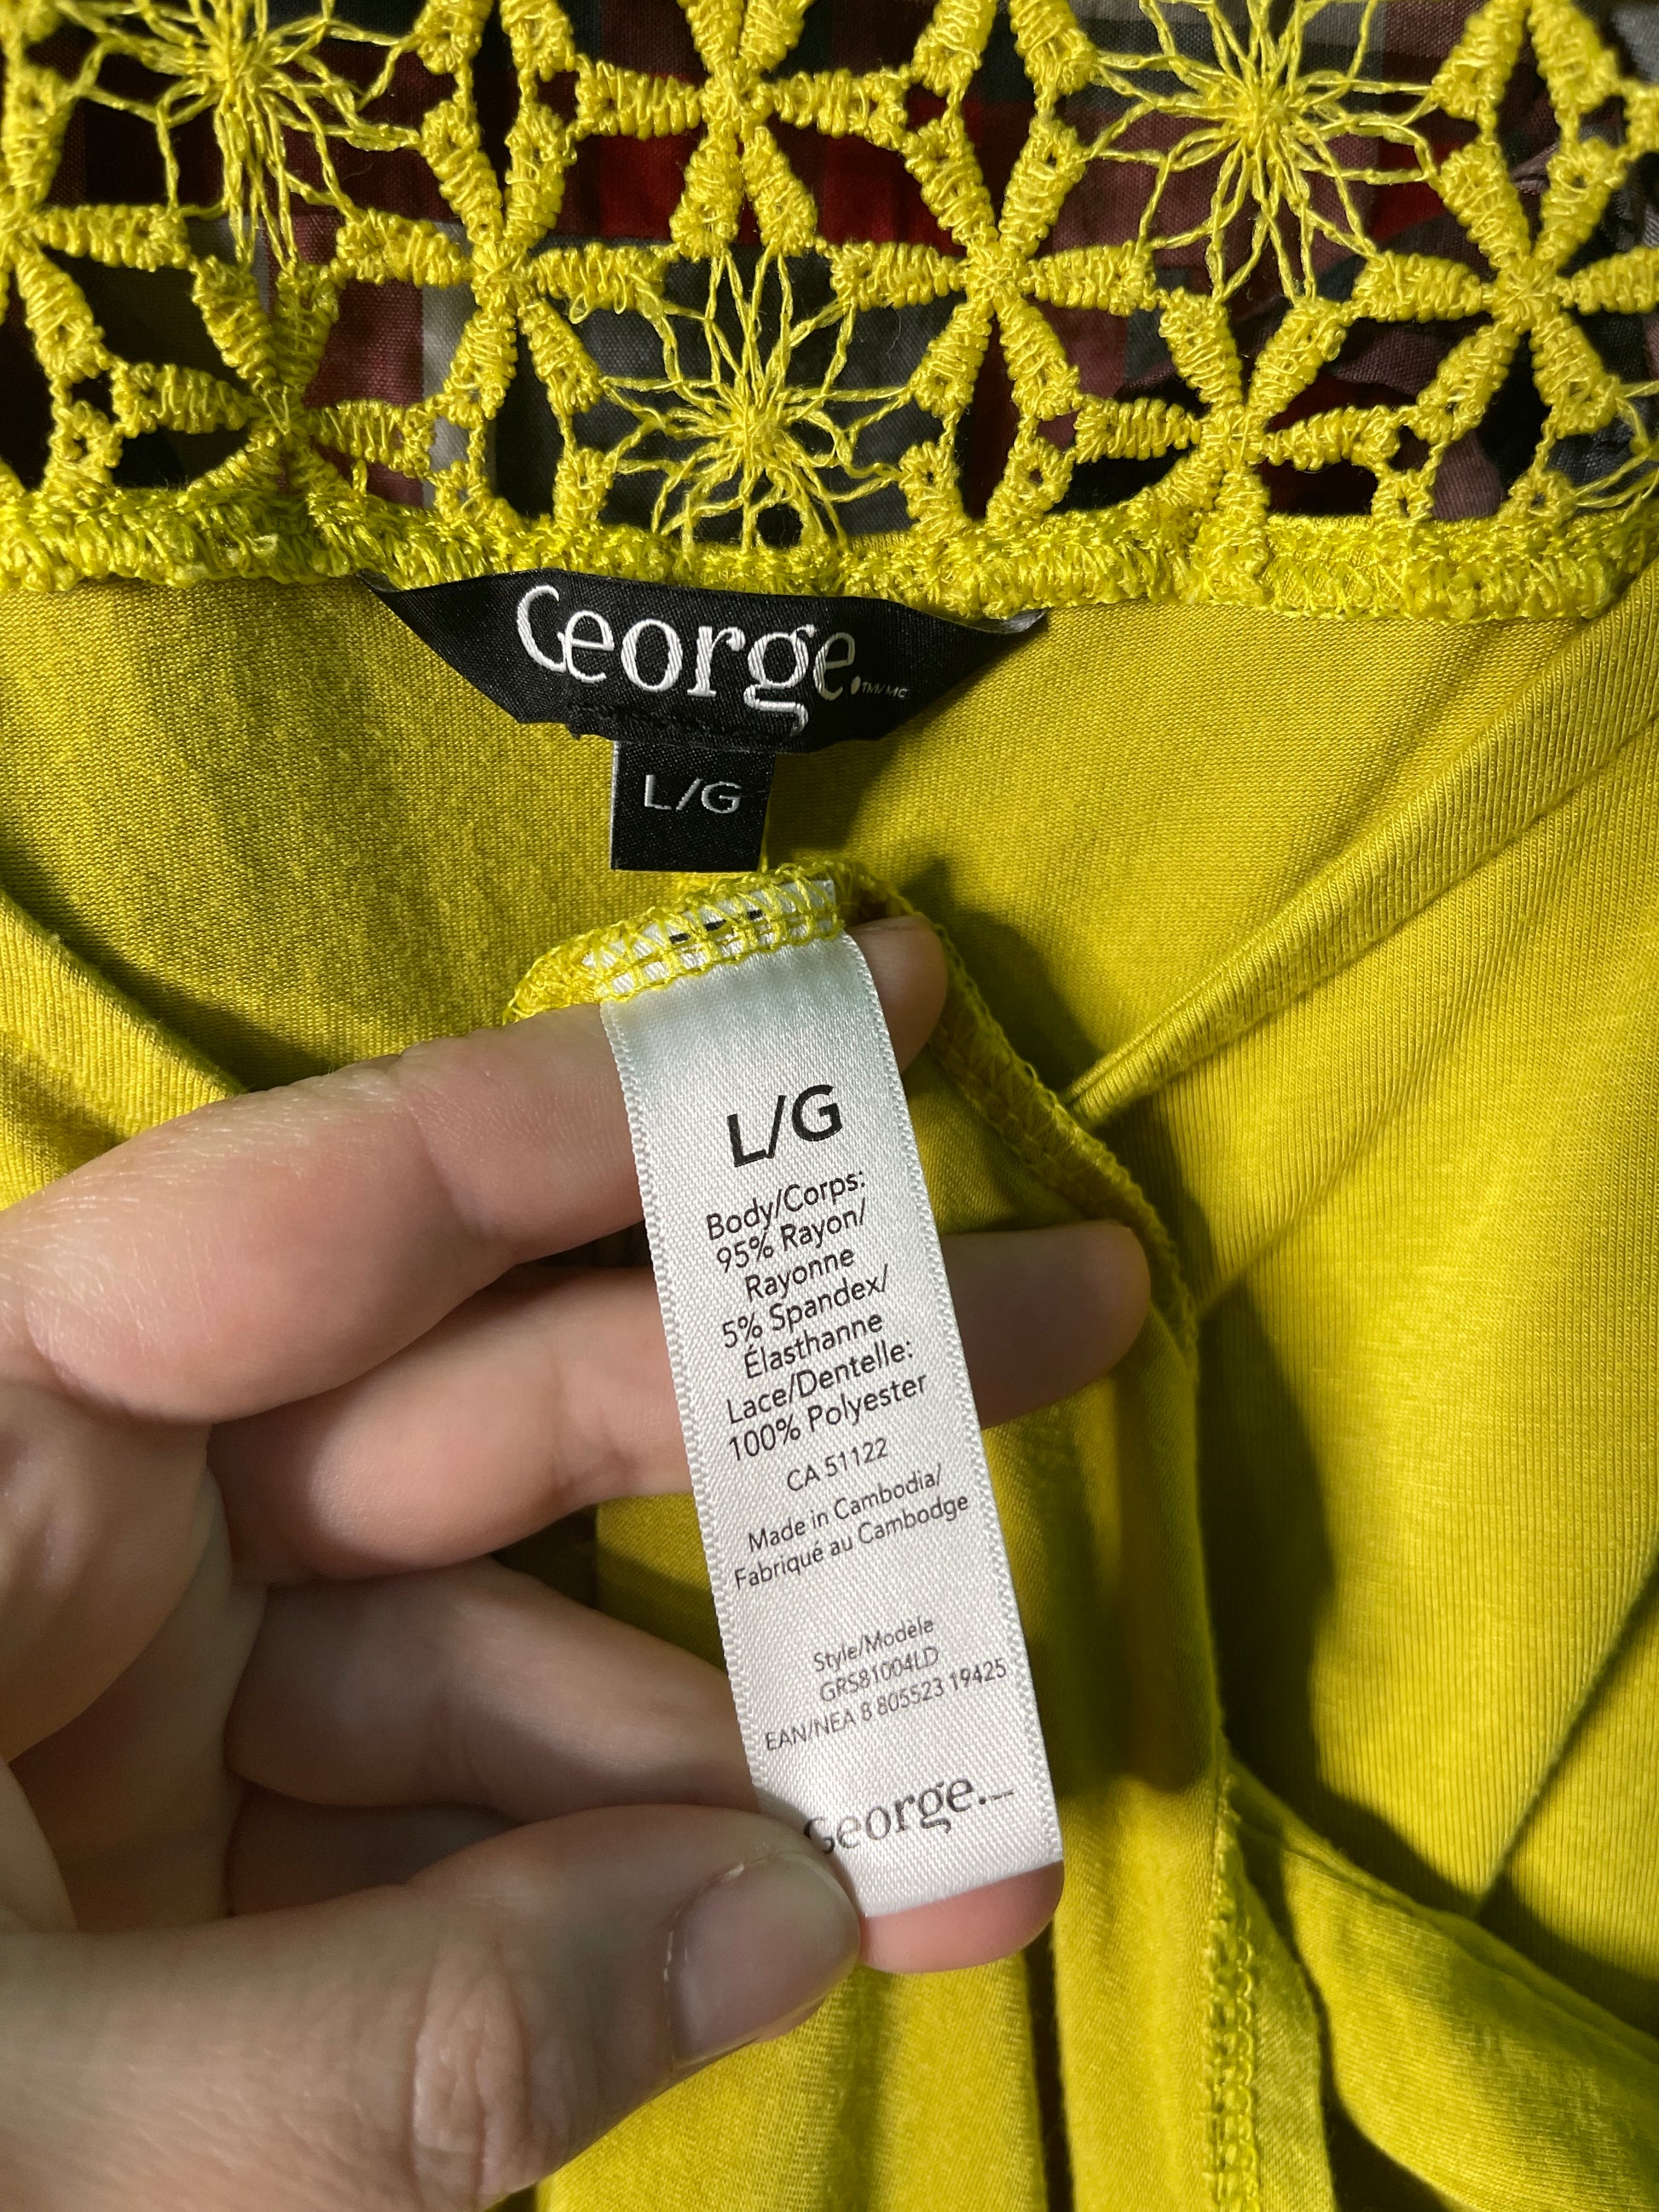 George.™/MC
L/G
L/G
Body/Corps:
95% Rayon/
Rayonne
5% Spandex/
Élasthanne
Lace/Dentelle:
100% Polyester
CA 51122
Made in Cambodia/
Fabriqué au Cambodge
Style/Modèle
GRS81004LD
EAN/NEA 8 805523 19425
George.